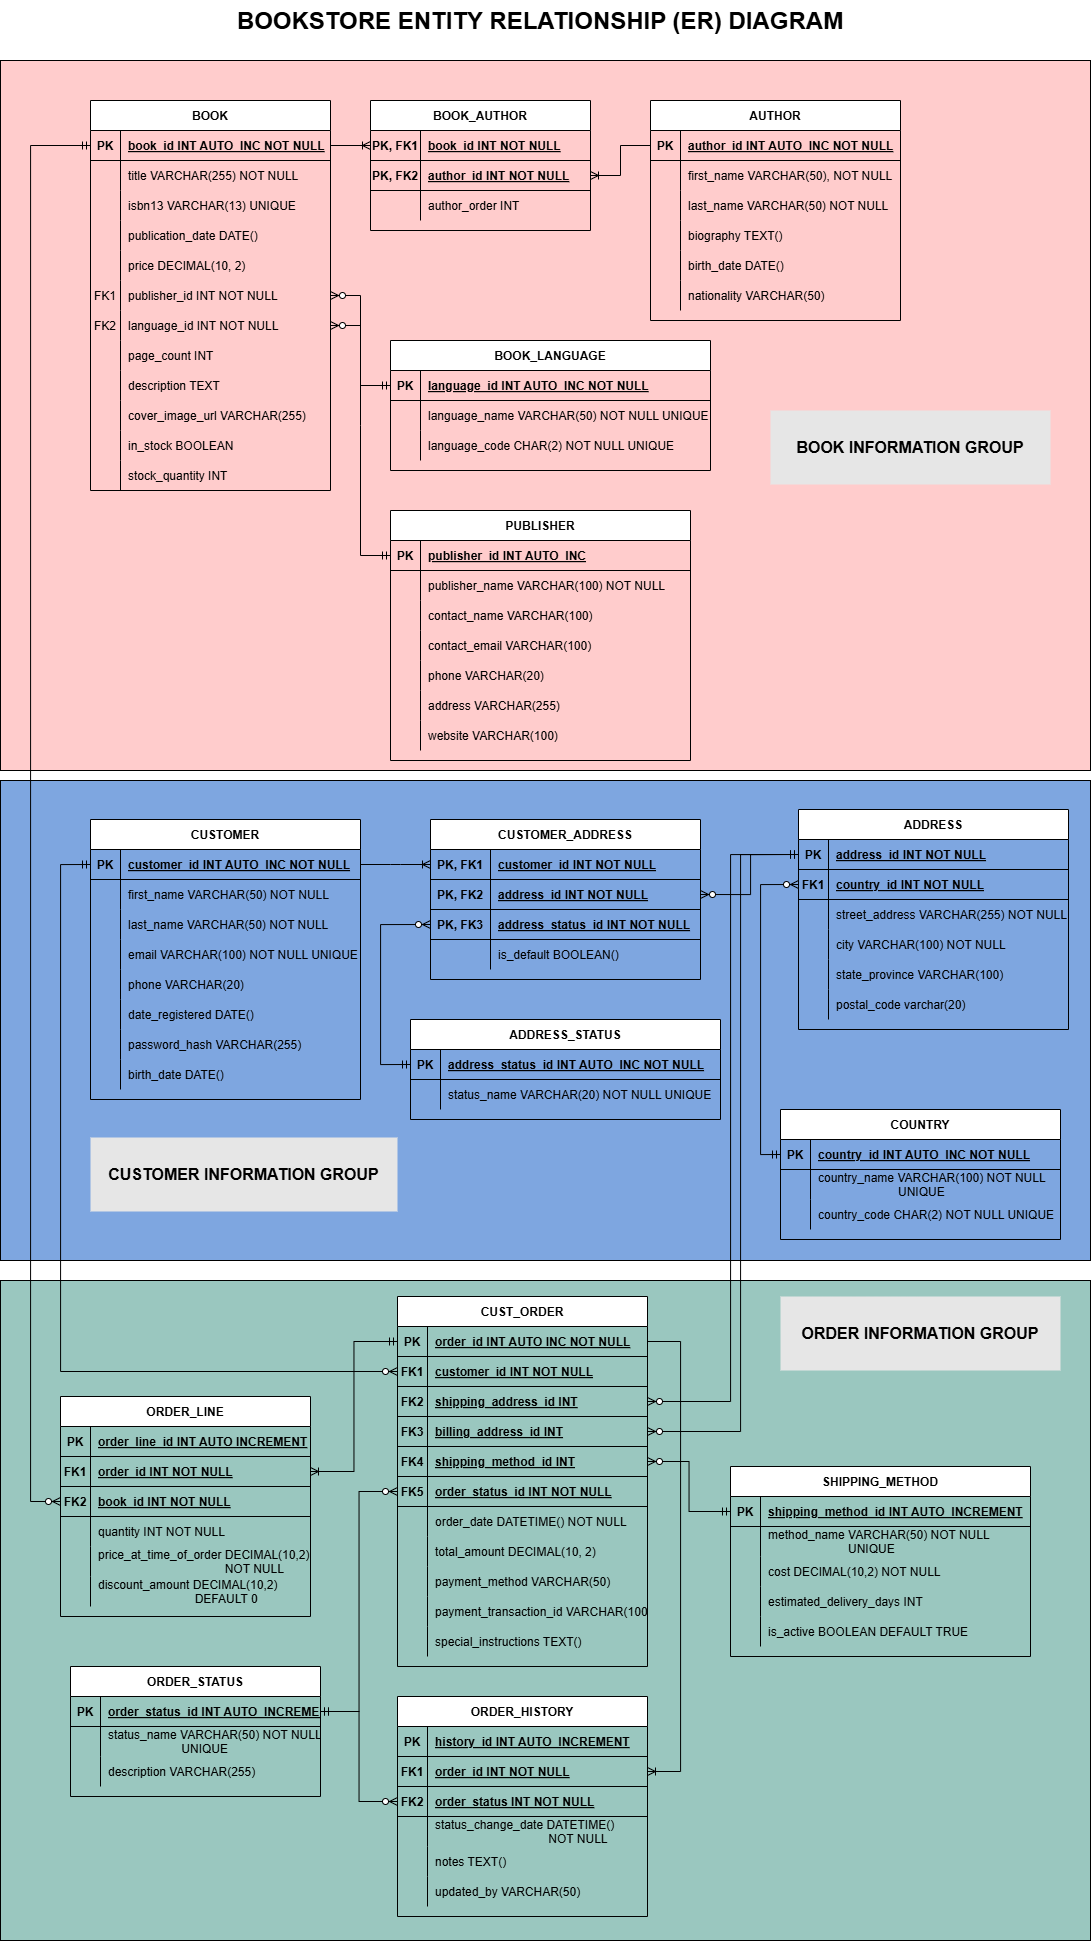 BOOKSTORE ENTITY RELATIONSHIP (ER) DIAGRAM
BOOK
PK book_id INT AUTO_INC NOT NULL
title VARCHAR(255) NOT NULL
isbn13 VARCHAR(13) UNIQUE
publication_date DATE()
price DECIMAL(10, 2)
FK1 publisher_id INT NOT NULL
FK2 language_id INT NOT NULL
page_count INT
description TEXT
cover_image_url VARCHAR(255)
in_stock BOOLEAN
stock_quantity INT
BOOK_AUTHOR
PK, FK1 book_id INT NOT NULL
PK, FK2 author_id INT NOT NULL
author_order INT
AUTHOR
PK author_id INT AUTO_INC NOT NULL
first_name VARCHAR(50), NOT NULL
last_name VARCHAR(50) NOT NULL
biography TEXT()
birth_date DATE()
nationality VARCHAR(50)
BOOK_LANGUAGE
PK language_id INT AUTO_INC NOT NULL
language_name VARCHAR(50) NOT NULL UNIQUE
language_code CHAR(2) NOT NULL UNIQUE
BOOK INFORMATION GROUP
PUBLISHER
PK publisher_id INT AUTO_INC
publisher_name VARCHAR(100) NOT NULL
contact_name VARCHAR(100)
contact_email VARCHAR(100)
phone VARCHAR(20)
address VARCHAR(255)
website VARCHAR(100)
CUSTOMER
PK customer_id INT AUTO_INC NOT NULL
first_name VARCHAR(50) NOT NULL
last_name VARCHAR(50) NOT NULL
email VARCHAR(100) NOT NULL UNIQUE
phone VARCHAR(20)
date_registered DATE()
password_hash VARCHAR(255)
birth_date DATE()
CUSTOMER_ADDRESS
PK, FK1 customer_id INT NOT NULL
PK, FK2 address_id INT NOT NULL
PK, FK3 address_status_id INT NOT NULL
is_default BOOLEAN()
ADDRESS
PK address_id INT NOT NULL
FK1 country_id INT NOT NULL
street_address VARCHAR(255) NOT NULL
city VARCHAR(100) NOT NULL
state_province VARCHAR(100)
postal_code varchar(20)
ADDRESS_STATUS
PK address_status_id INT AUTO_INC NOT NULL
status_name VARCHAR(20) NOT NULL UNIQUE
COUNTRY
PK country_id INT AUTO_INC NOT NULL
country_name VARCHAR(100) NOT NULL
UNIQUE
country_code CHAR(2) NOT NULL UNIQUE
CUSTOMER INFORMATION GROUP
CUST_ORDER
PK order_id INT AUTO INC NOT NULL
FK1 customer_id INT NOT NULL
FK2 shipping_address_id INT
FK3 billing_address_id INT
FK4 shipping_method_id INT
FK5 order_status_id INT NOT NULL
order_date DATETIME() NOT NULL
total_amount DECIMAL(10, 2)
payment_method VARCHAR(50)
payment_transaction_id VARCHAR(100
special_instructions TEXT()
ORDER INFORMATION GROUP
ORDER_LINE
PK order_line_id INT AUTO INCREMENT
FK1 order_id INT NOT NULL
FK2 book_id INT NOT NULL
quantity INT NOT NULL
price_at_time_of_order DECIMAL(10,2)
NOT NULL
discount_amount DECIMAL(10,2)
DEFAULT 0
SHIPPING_METHOD
PK shipping_method_id INT AUTO_INCREMENT
method_name VARCHAR(50) NOT NULL
UNIQUE
cost DECIMAL(10,2) NOT NULL
estimated_delivery_days INT
is_active BOOLEAN DEFAULT TRUE
ORDER_STATUS
PK order_status_id INT AUTO_INCREME
status_name VARCHAR(50) NOT NULL
UNIQUE
description VARCHAR(255)
ORDER_HISTORY
PK history_id INT AUTO_INCREMENT
FK1 order_id INT NOT NULL
FK2 order_status INT NOT NULL
status_change_date DATETIME()
NOT NULL
notes TEXT()
updated_by VARCHAR(50)